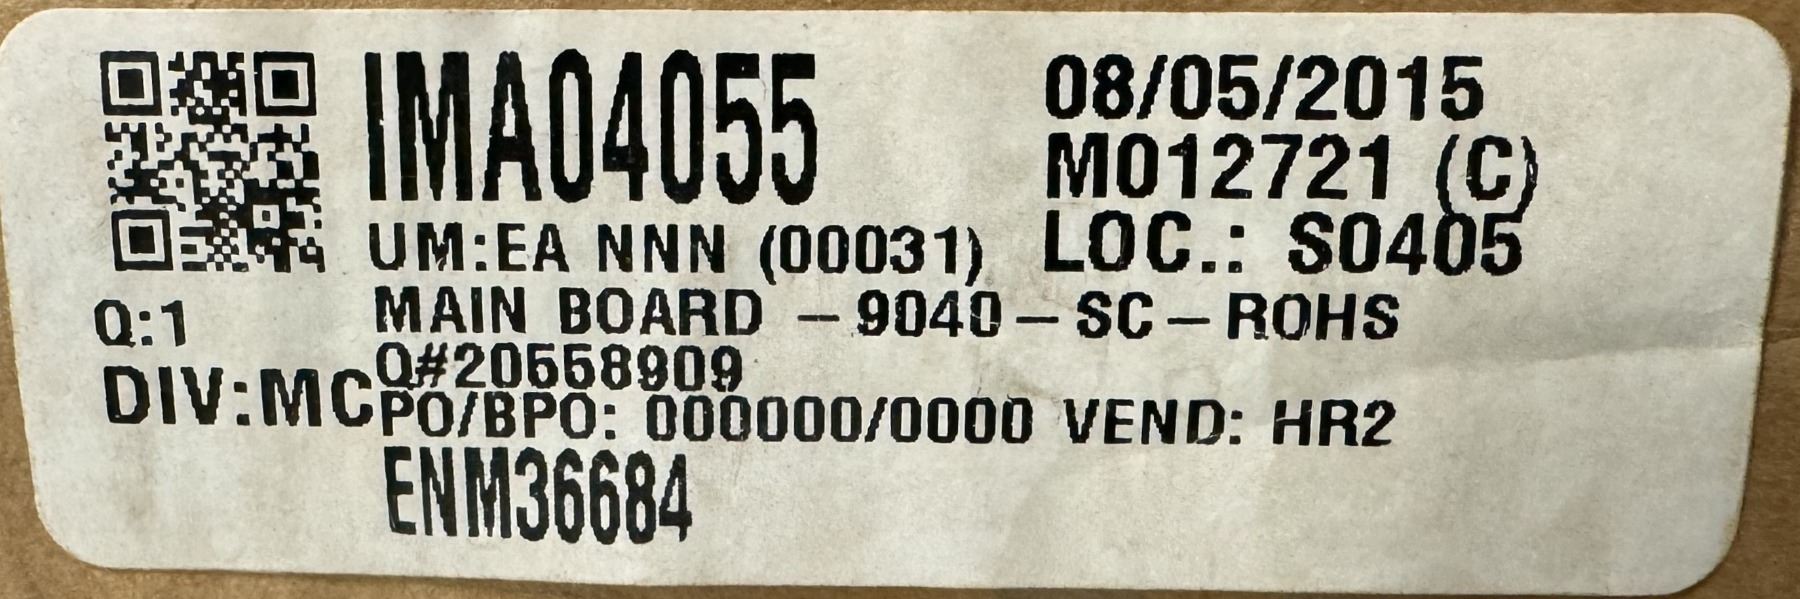 IMA04055
08/05/2015
M012721 (C)
UM:EA NNN (00031)
LOC.: S0405
Q:1
MAIN BOARD - 9040 - SC - ROHS
Q#20558909
DIV:MC
PO/BPO: 000000/0000 VEND: HR2
ENM36684